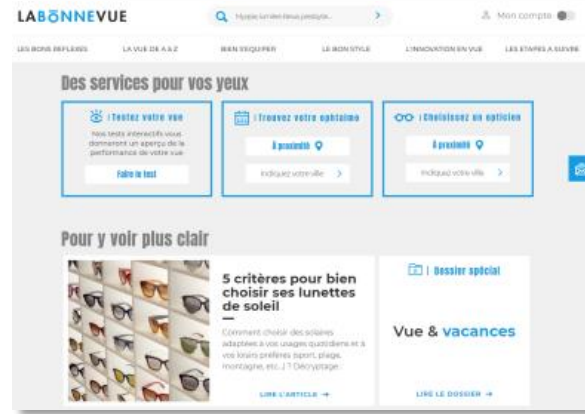 LABONNEVUE
Mon compte
LES BONS RÉFLEXES
LA VUE DE A À Z
BIEN S'ÉQUIPER
LE BON STYLE
L'INNOVATION EN VUE
LES ÉTAPES A SUIVRE
Des services pour vos yeux
Testez votre vue
Nos tests interactifs vous
donneront un aperçu de la
performance de votre vue
Faire le test
Trouvez votre ophtalmo
À proximité
Indiquez votre ville
Choisissez un opticien
À proximité
Indiquez votre ville
Pour y voir plus clair
5 critères pour bien
choisir ses lunettes
de soleil
Comment choisir des solaires
adaptées à vos usages quotidiens et à
vos loisirs préférés (sport, plage,
montagne, etc...) ? Décryptage.
LIRE L'ARTICLE →
Dossier spécial
Vue & vacances
LIRE LE DOSSIER →